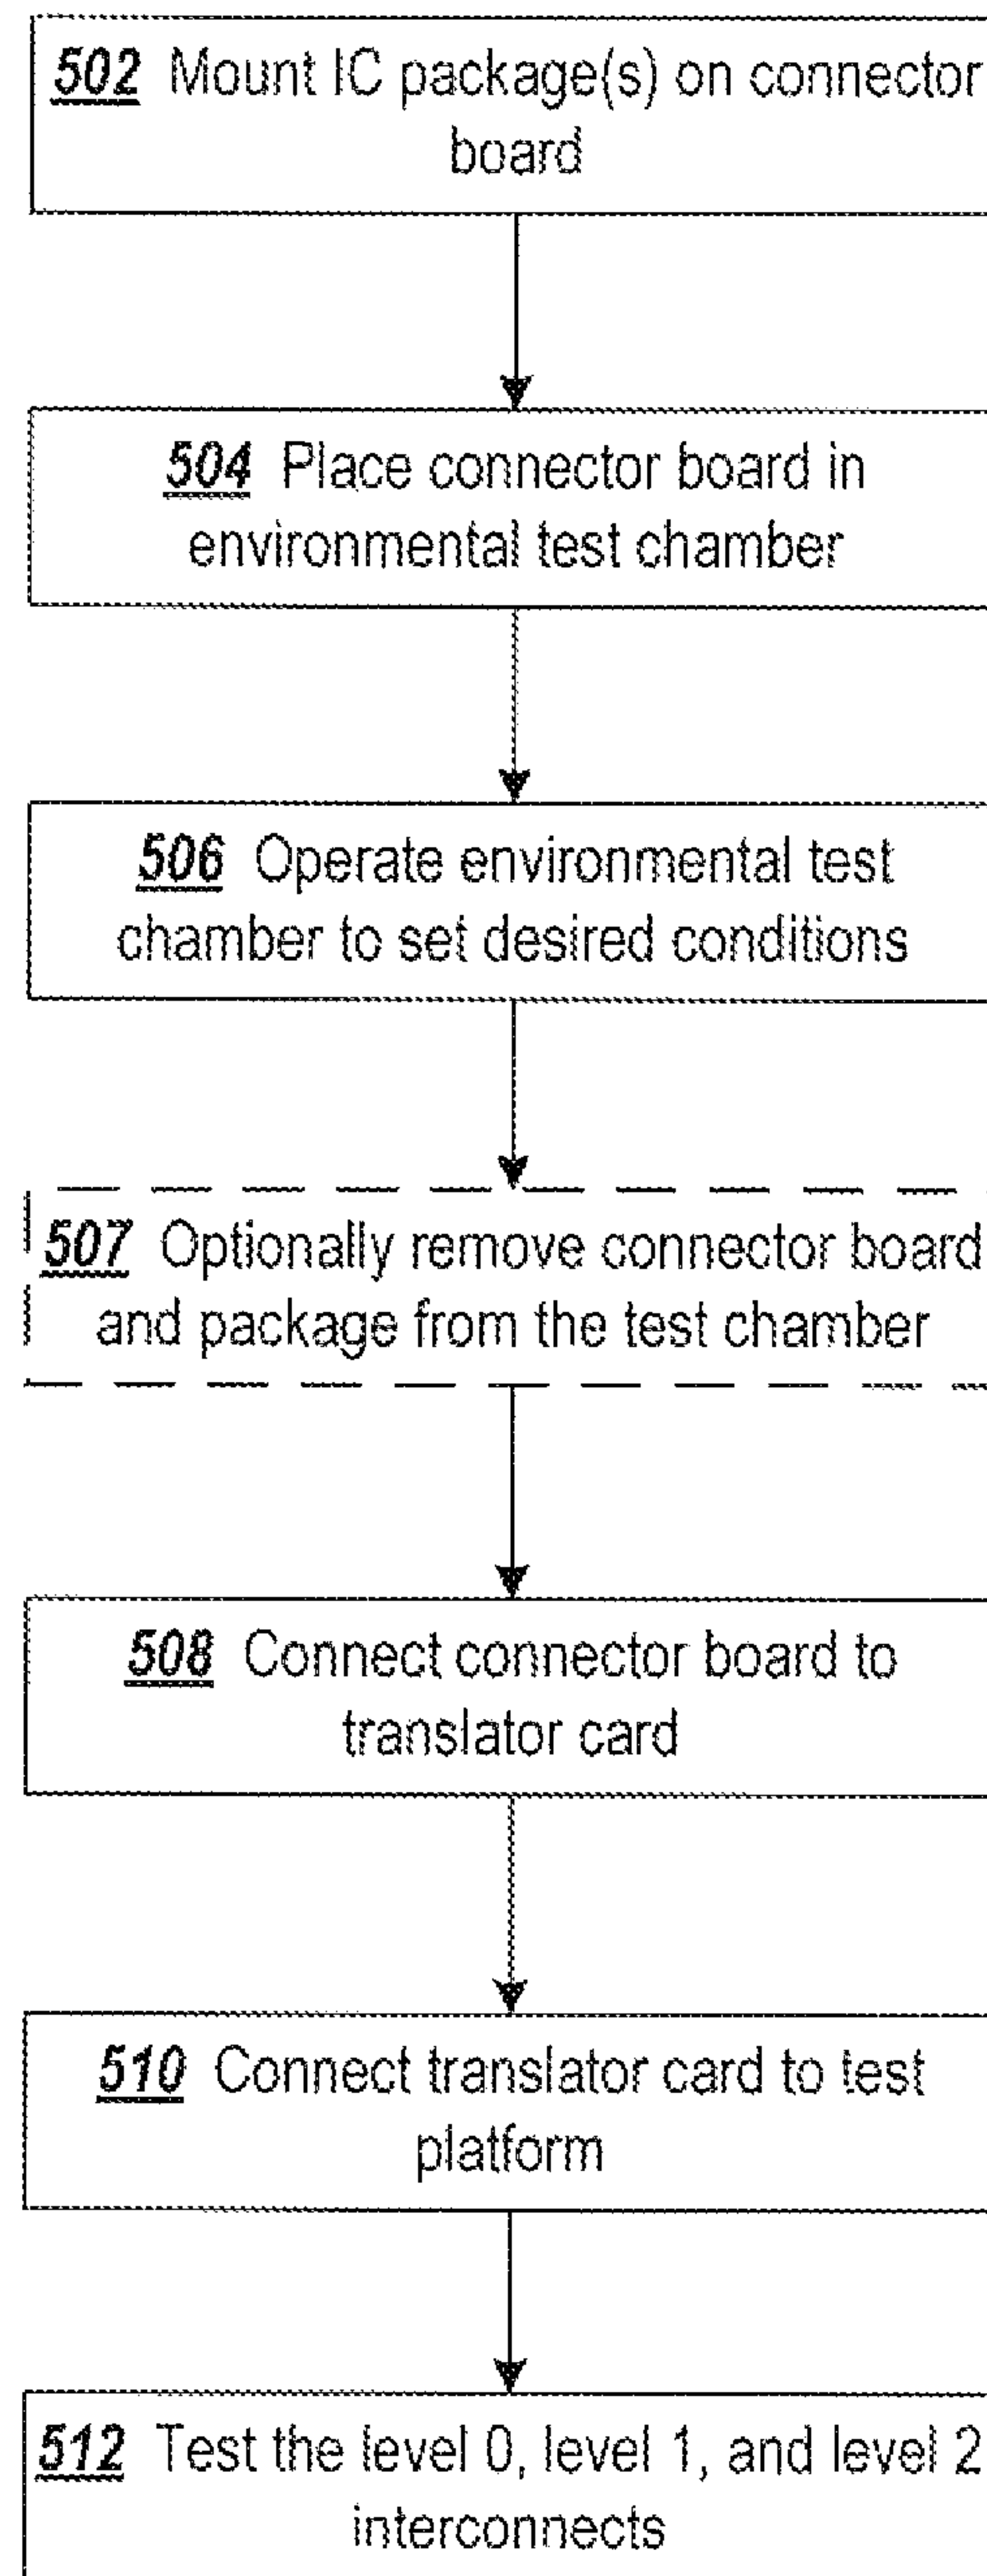 502 Mount IC package(s) on connector
board
504 Place connector board in
environmental test chamber
506 Operate environmental test
chamber to set desired conditions
507 Optionally remove connector board
and package from the test chamber
508 Connect connector board to
translator card
510 Connect translator card to test
platform
512 Test the level 0, level 1, and level 2
interconnects